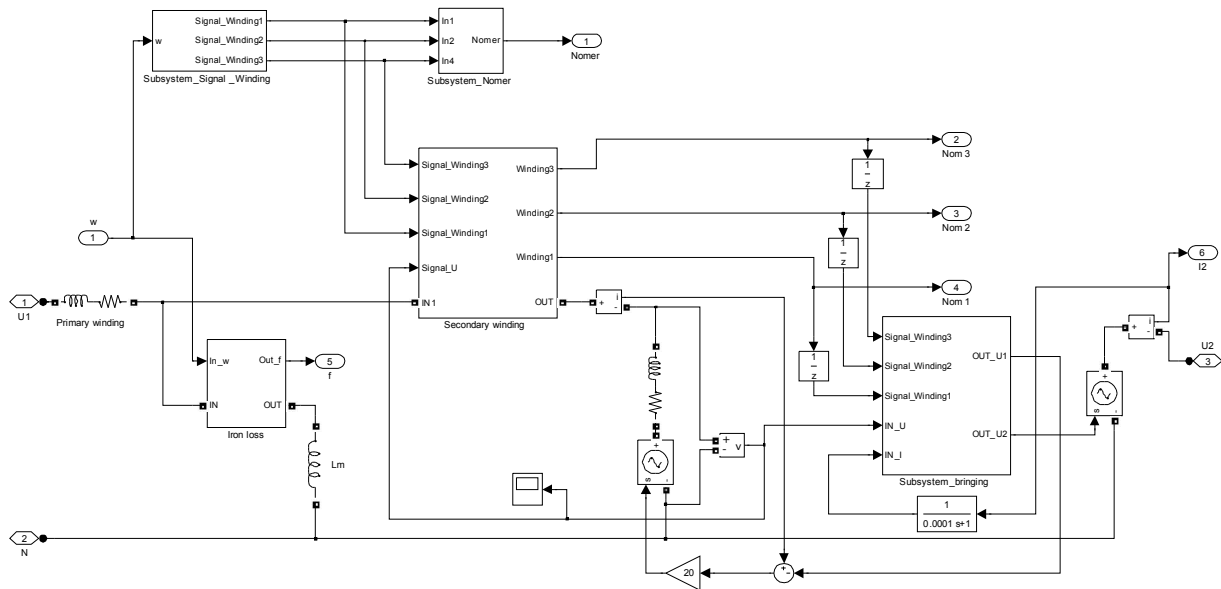 w
Signal_Winding1
Signal_Winding2
Signal_Winding3
Subsystem_Signal _Winding
In1
In2
In4
Nomer
Subsystem_Nomer
1
Nomer
w
1
Signal_Winding3
Signal_Winding2
Signal_Winding1
Signal_U
IN1
Winding3
Winding2
Winding1
OUT
Secondary winding
2
Nom 3
1
z
3
Nom 2
1
z
4
Nom 1
1
z
6
I2
1
U1
Primary winding
In_w
IN
Out_f
OUT
Iron loss
5
f
Lm
2
N
+
i
-
+
-
s
+
-
v
Signal_Winding3
Signal_Winding2
Signal_Winding1
IN_U
IN_I
OUT_U1
OUT_U2
Subsystem_bringing
+
i
-
U2
3
+
-
s
1
0.0001 s+1
20
+
-